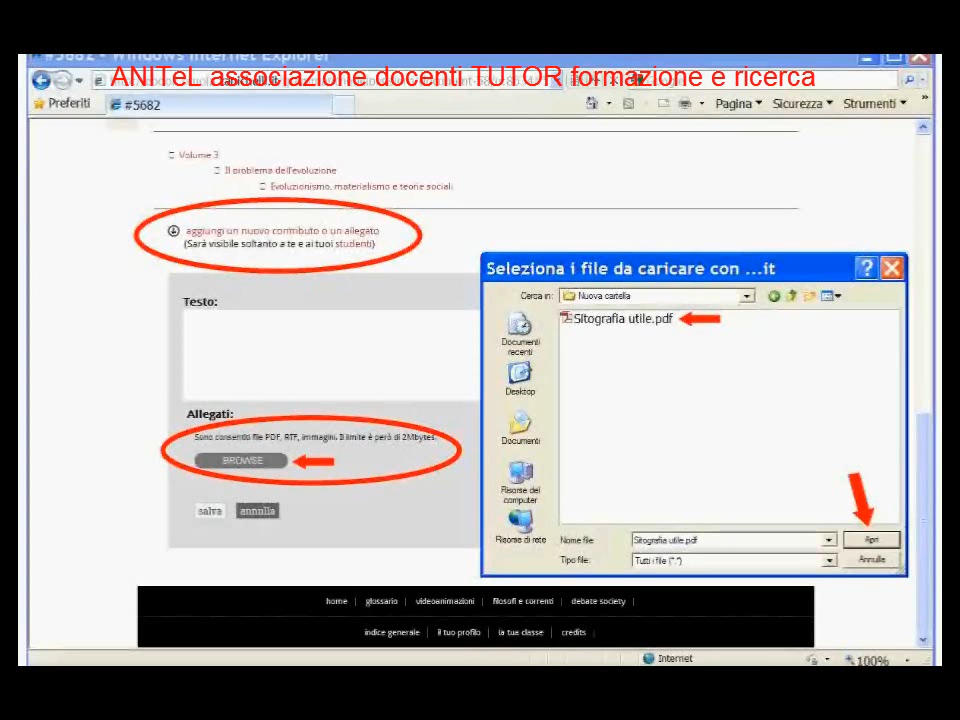 #5682 - Windows Internet Explorer
ANITeL associazione docenti TUTOR formazione e ricerca
Preferiti
#5682
Pagina
Sicurezza
Strumenti
»
Volume 3
Il problema dell'evoluzione
Evoluzionismo, materialismo e teorie sociali
aggiungi un nuovo contributo o un allegato
(Sarà visibile soltanto a te e ai tuoi studenti)
Testo:
Allegati:
Sono consentiti file PDF, RTF, immagini. Il limite è però di 2Mbytes.
BROWSE
salva
annulla
Seleziona i file da caricare con ...it
Cerca in:
Nuova cartella
Sitografia utile.pdf
Documenti
recenti
Desktop
Documenti
Risorse del
computer
Risorse di rete
Nome file:
Sitografia utile.pdf
Apri
Tipo file:
Tutti i file (*.*)
Annulla
home | glossario | videoanimazioni | filosofi e correnti | debate society |
indice generale | il tuo profilo | la tua classe | credits |
Internet
100%